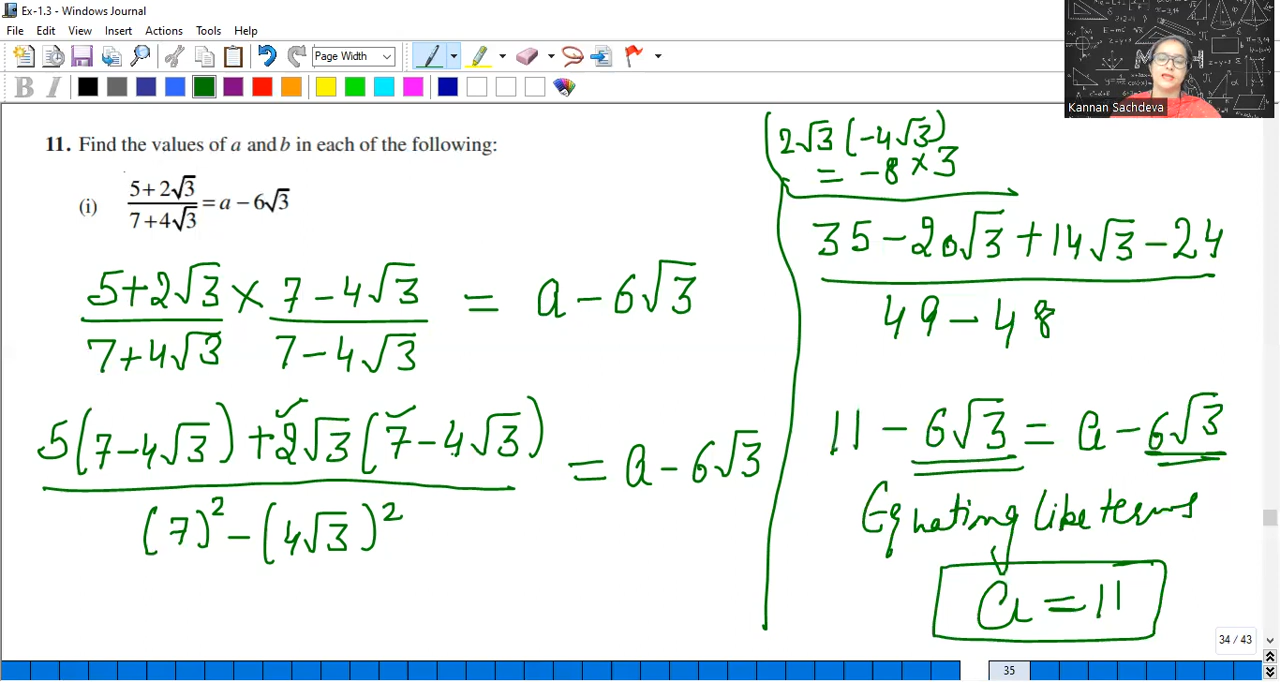 Ex-1.3 - Windows Journal
File Edit View Insert Actions Tools Help
Page Width
B I
Kannan Sachdeva
11. Find the values of a and b in each of the following:
(i) (5+2√3)/(7+4√3) = a − 6√3
(5+2√3)/(7+4√3) × (7−4√3)/(7−4√3) = a − 6√3
(5(7−4√3)+2√3(7−4√3))/((7)²−(4√3)²) = a − 6√3
2√3(−4√3)
= −8×3
(35−20√3+14√3−24)/(49−48)
11 − 6√3 = a − 6√3
Equating like terms
a = 11
34 / 43
35